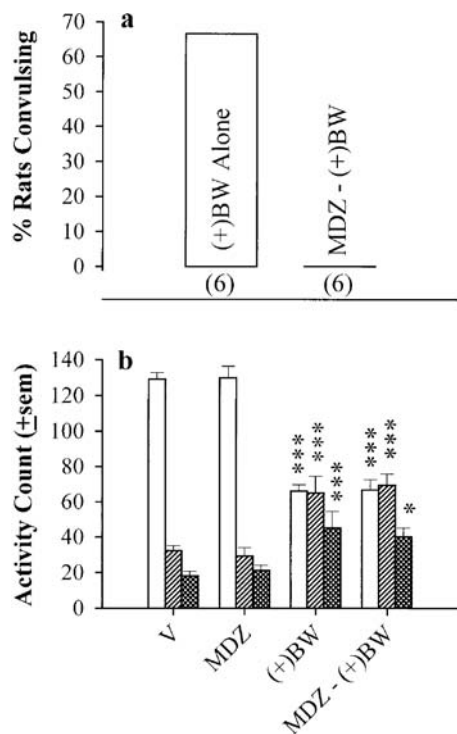 a
% Rats Convulsing
70
60
50
40
30
20
10
0
(+)BW Alone
MDZ - (+)BW
(6)
(6)
b
Activity Count (±sem)
140
120
100
80
60
40
20
0
***
***
***
***
***
*
V
MDZ
(+)BW
MDZ - (+)BW